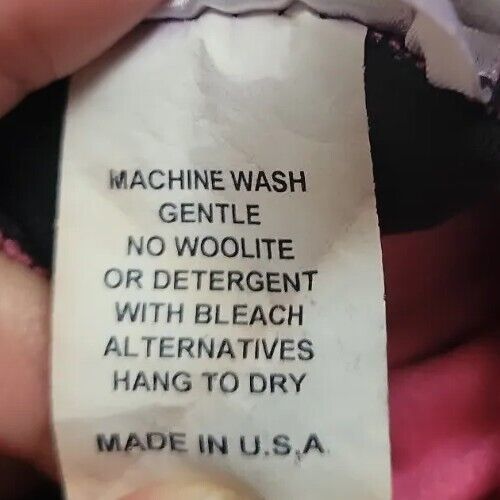 MACHINE WASH
GENTLE
NO WOOLITE
OR DETERGENT
WITH BLEACH
ALTERNATIVES
HANG TO DRY
MADE IN U.S.A